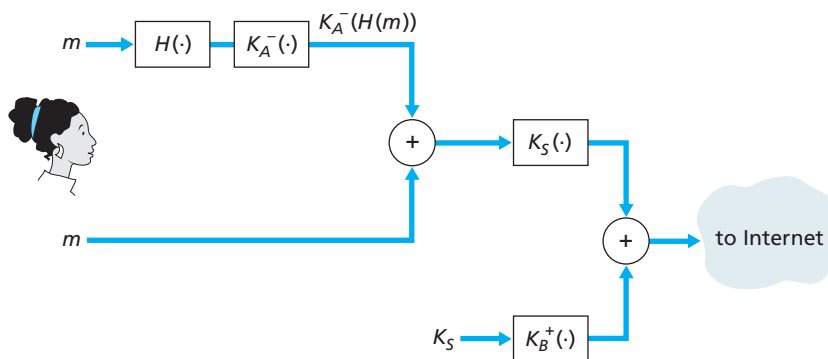 K_A^-(H(m))
m H(·) K_A^-(·)
+ K_S(·)
m + to Internet
K_S K_B^+(·)